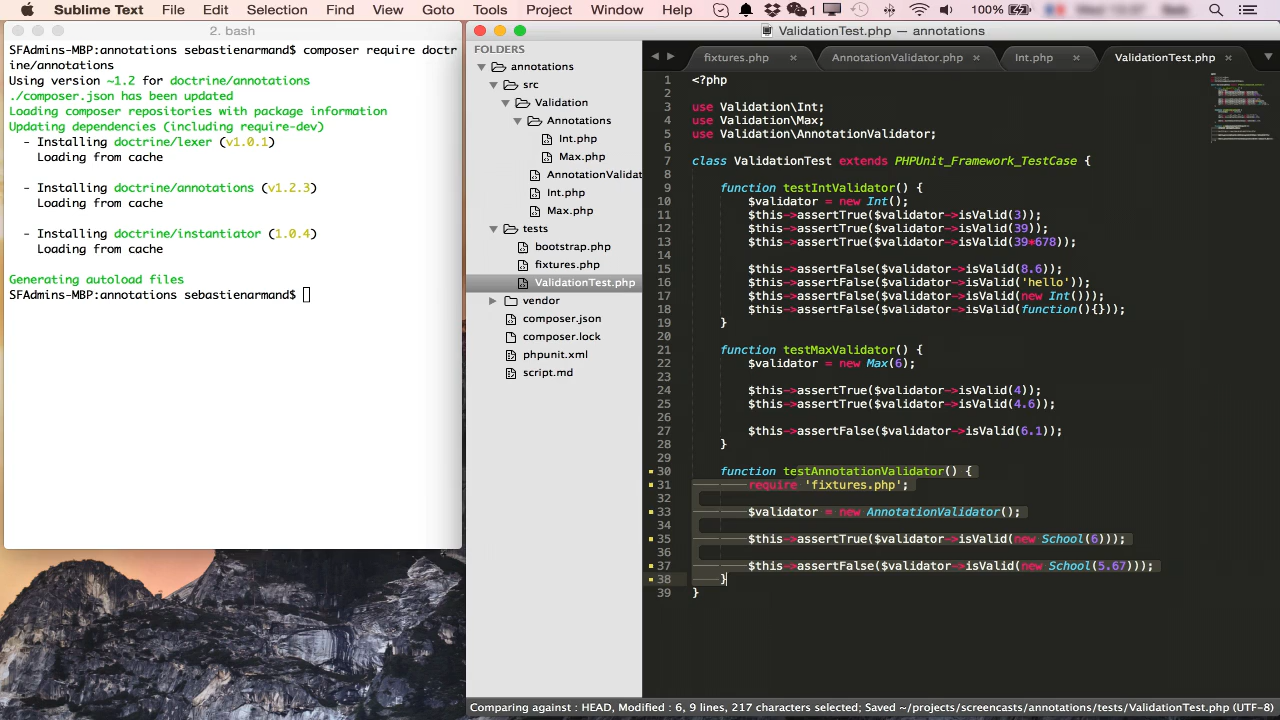 Sublime Text File Edit Selection Find View Goto Tools Project Window Help 100%
2. bash
SFAdmins-MBP:annotations sebastienarmand$ composer require doctr
ine/annotations
Using version ~1.2 for doctrine/annotations
./composer.json has been updated
Loading composer repositories with package information
Updating dependencies (including require-dev)
- Installing doctrine/lexer (v1.0.1)
Loading from cache
- Installing doctrine/annotations (v1.2.3)
Loading from cache
- Installing doctrine/instantiator (1.0.4)
Loading from cache
Generating autoload files
SFAdmins-MBP:annotations sebastienarmand$
ValidationTest.php — annotations
FOLDERS
annotations
src
Validation
Annotations
Int.php
Max.php
AnnotationValidat
Int.php
Max.php
tests
bootstrap.php
fixtures.php
ValidationTest.php
vendor
composer.json
composer.lock
phpunit.xml
script.md
fixtures.php AnnotationValidator.php Int.php ValidationTest.php
1 <?php
2
3 use Validation\Int;
4 use Validation\Max;
5 use Validation\AnnotationValidator;
6
7 class ValidationTest extends PHPUnit_Framework_TestCase {
8
9 function testIntValidator() {
10 $validator = new Int();
11 $this->assertTrue($validator->isValid(3));
12 $this->assertTrue($validator->isValid(39));
13 $this->assertTrue($validator->isValid(39*678));
14
15 $this->assertFalse($validator->isValid(8.6));
16 $this->assertFalse($validator->isValid('hello'));
17 $this->assertFalse($validator->isValid(new Int()));
18 $this->assertFalse($validator->isValid(function(){}));
19 }
20
21 function testMaxValidator() {
22 $validator = new Max(6);
23
24 $this->assertTrue($validator->isValid(4));
25 $this->assertTrue($validator->isValid(4.6));
26
27 $this->assertFalse($validator->isValid(6.1));
28 }
29
30 function testAnnotationValidator() {
31 require 'fixtures.php';
32
33 $validator = new AnnotationValidator();
34
35 $this->assertTrue($validator->isValid(new School(6)));
36
37 $this->assertFalse($validator->isValid(new School(5.67)));
38 }
39 }
Comparing against : HEAD, Modified : 6, 9 lines, 217 characters selected; Saved ~/projects/screencasts/annotations/tests/ValidationTest.php (UTF-8)